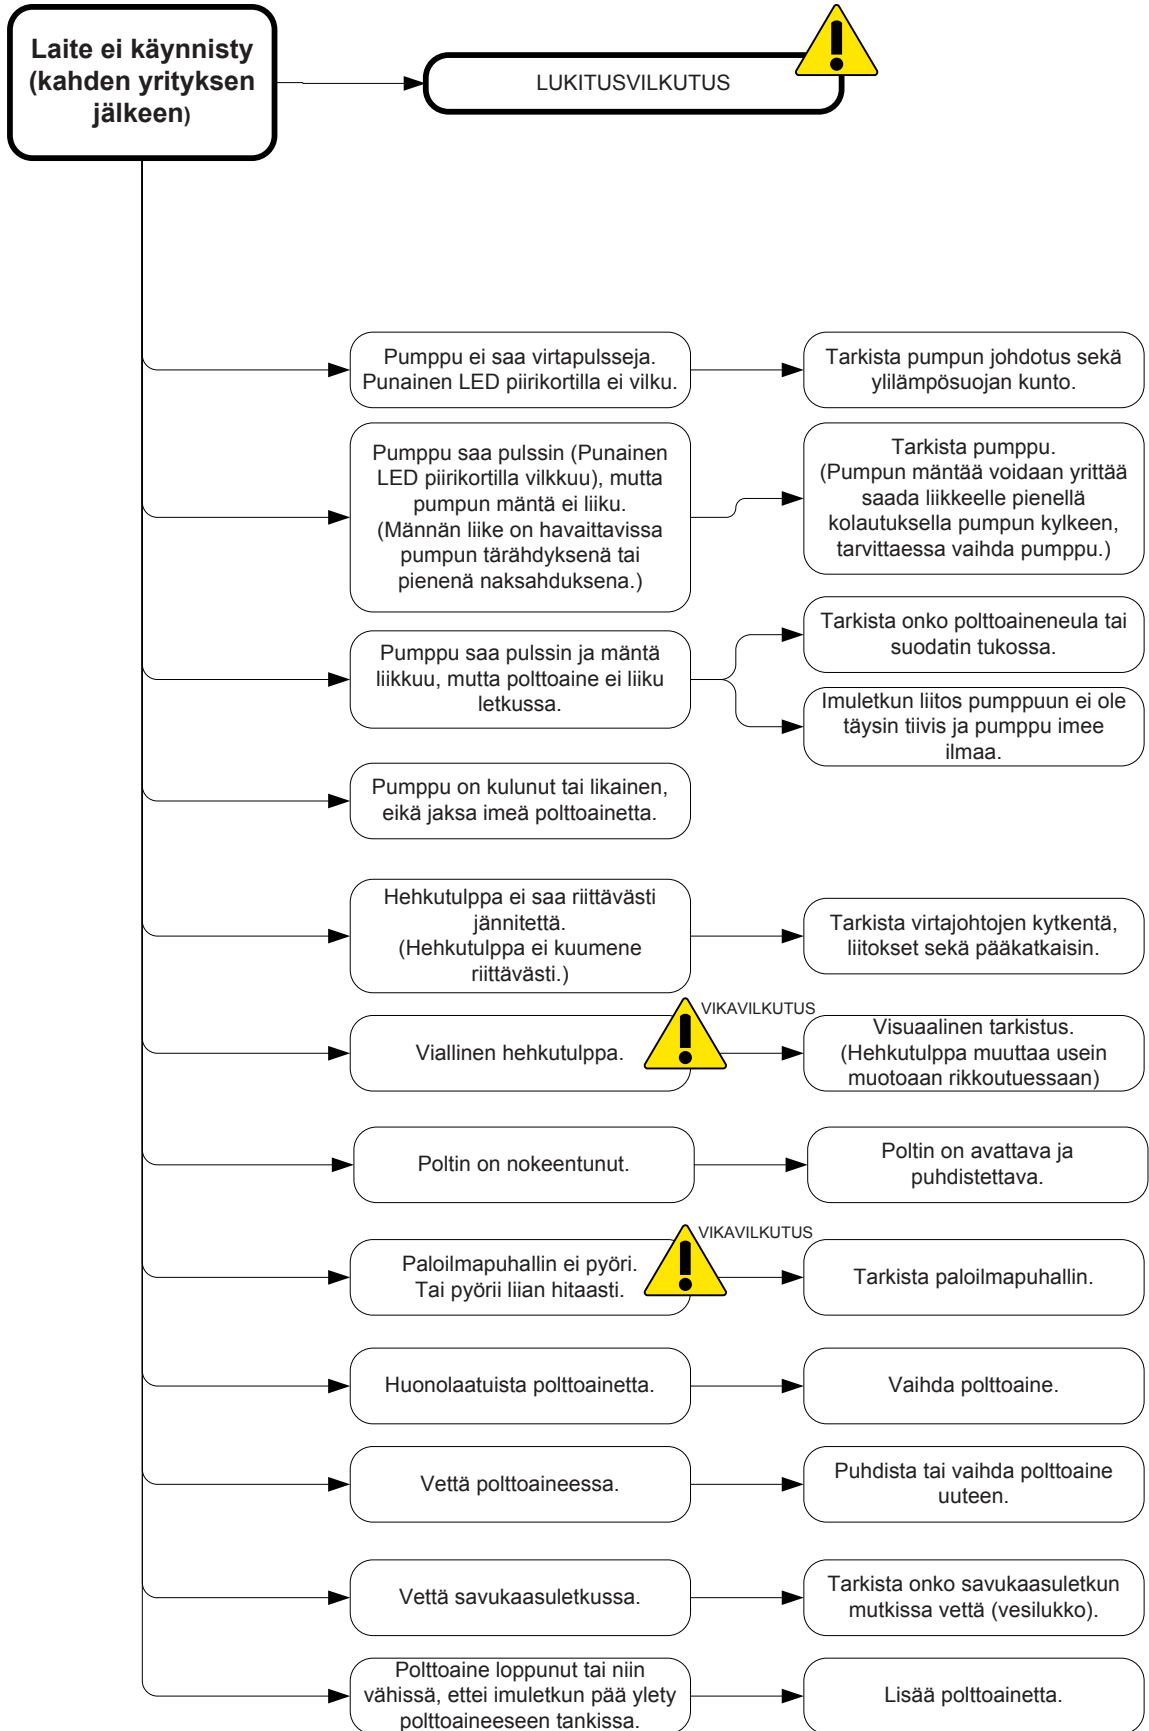 Laite ei käynnisty
(kahden yrityksen
jälkeen)
LUKITUSVILKUTUS
Pumppu ei saa virtapulsseja.
Punainen LED piirikortilla ei vilku.
Tarkista pumpun johdotus sekä
ylilämpösuojan kunto.
Pumppu saa pulssin (Punainen
LED piirikortilla vilkkuu), mutta
pumpun mäntä ei liiku.
(Männän liike on havaittavissa
pumpun tärähdyksenä tai
pienenä naksahduksena.)
Tarkista pumppu.
(Pumpun mäntää voidaan yrittää
saada liikkeelle pienellä
kolautuksella pumpun kylkeen,
tarvittaessa vaihda pumppu.)
Pumppu saa pulssin ja mäntä
liikkuu, mutta polttoaine ei liiku
letkussa.
Tarkista onko polttoaineneula tai
suodatin tukossa.
Imuletkun liitos pumppuun ei ole
täysin tiivis ja pumppu imee
ilmaa.
Pumppu on kulunut tai likainen,
eikä jaksa imeä polttoainetta.
Hehkutulppa ei saa riittävästi
jännitettä.
(Hehkutulppa ei kuumene
riittävästi.)
Tarkista virtajohtojen kytkentä,
liitokset sekä pääkatkaisin.
Viallinen hehkutulppa.
VIKAVILKUTUS
Visuaalinen tarkistus.
(Hehkutulppa muuttaa usein
muotoaan rikkoutuessaan)
Poltin on nokeentunut.
Poltin on avattava ja
puhdistettava.
Paloilmapuhallin ei pyöri.
Tai pyörii liian hitaasti.
VIKAVILKUTUS
Tarkista paloilmapuhallin.
Huonolaatuista polttoainetta.
Vaihda polttoaine.
Vettä polttoaineessa.
Puhdista tai vaihda polttoaine
uuteen.
Vettä savukaasuletkussa.
Tarkista onko savukaasuletkun
mutkissa vettä (vesilukko).
Polttoaine loppunut tai niin
vähissä, ettei imuletkun pää ylety
polttoaineeseen tankissa.
Lisää polttoainetta.